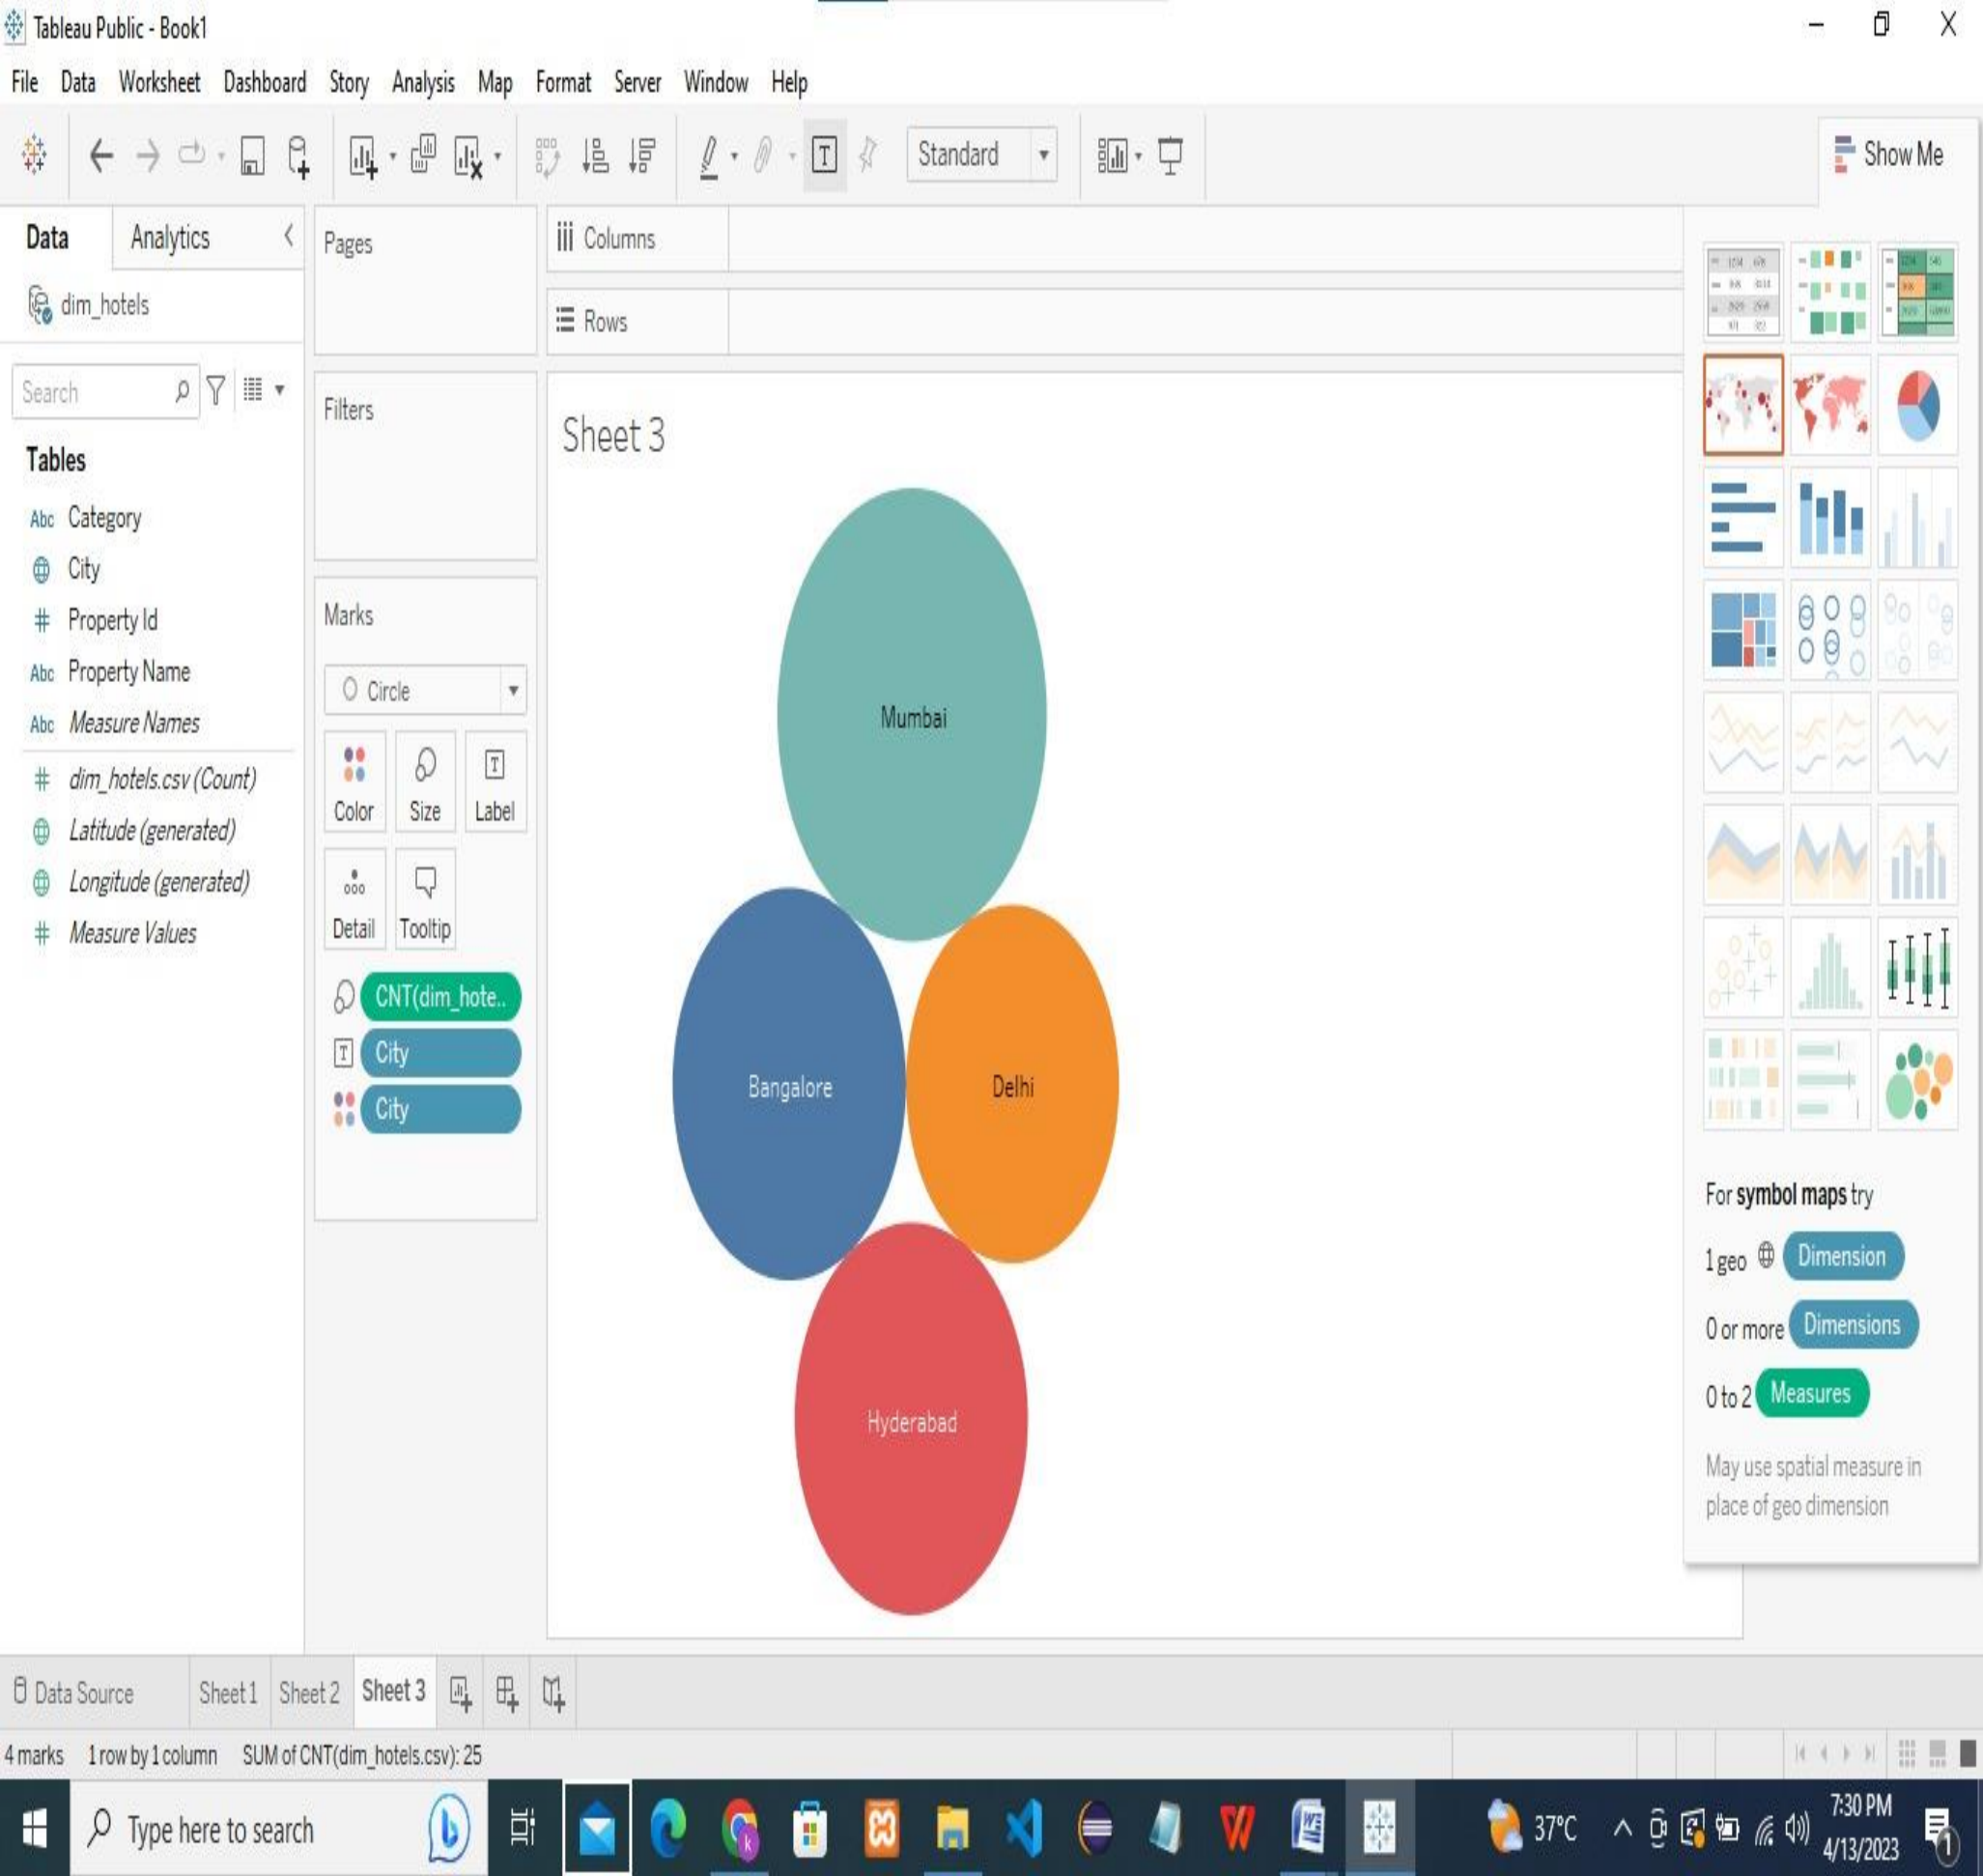 Tableau Public - Book1
File Data Worksheet Dashboard Story Analysis Map Format Server Window Help
Standard
Show Me
Data Analytics
dim_hotels
Search
Tables
Abc Category
City
# Property Id
Abc Property Name
Abc Measure Names
# dim_hotels.csv (Count)
Latitude (generated)
Longitude (generated)
# Measure Values
Pages
Filters
Marks
Circle
Color Size Label
Detail Tooltip
CNT(dim_hote..
City
City
Columns
Rows
Sheet 3
Mumbai
Bangalore
Delhi
Hyderabad
For symbol maps try
1 geo Dimension
0 or more Dimensions
0 to 2 Measures
May use spatial measure in
place of geo dimension
Data Source Sheet 1 Sheet 2 Sheet 3
4 marks 1 row by 1 column SUM of CNT(dim_hotels.csv): 25
Type here to search
37°C
7:30 PM
4/13/2023
1